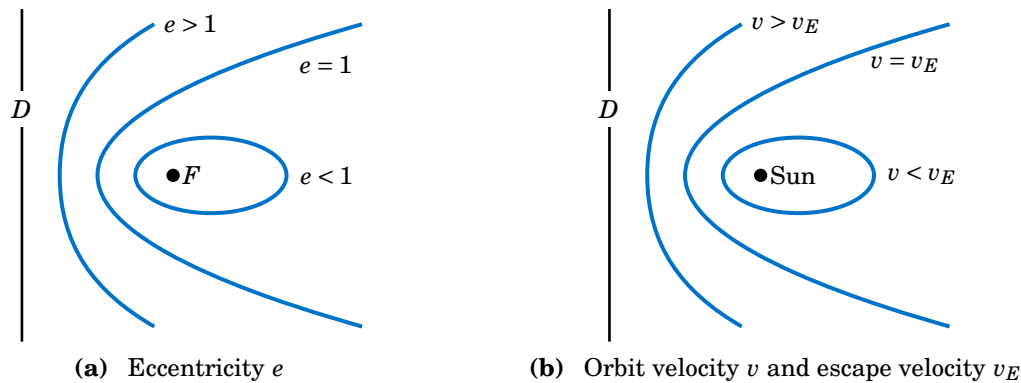 e > 1
e = 1
D
F
e < 1
(a) Eccentricity e
v > v_E
v = v_E
D
Sun
v < v_E
(b) Orbit velocity v and escape velocity v_E